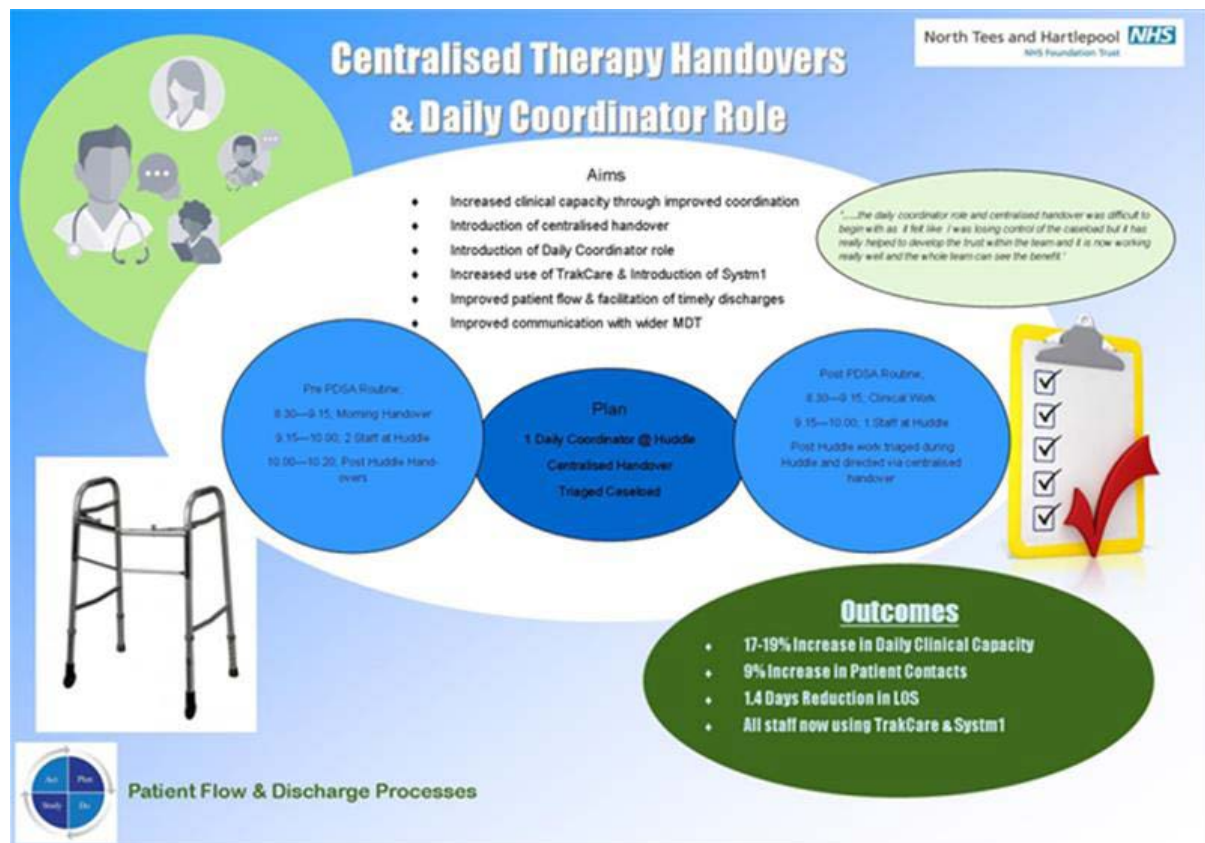 Centralised Therapy Handovers
& Daily Coordinator Role
North Tees and Hartlepool NHS
NHS Foundation Trust
Aims
♦ Increased clinical capacity through improved coordination
♦ Introduction of centralised handover
♦ Introduction of Daily Coordinator role
♦ Increased use of TrakCare & Introduction of Systm1
♦ Improved patient flow & facilitation of timely discharges
♦ Improved communication with wider MDT
"......the daily coordinator role and centralised handover was difficult to
begin with as it felt like I was losing control of the caseload but it has
really helped to develop the trust within the team and it is now working
really well and the whole team can see the benefit."
Pre PDSA Routine;
8.30—9.15; Morning Handover
9.15—10.00; 2 Staff at Huddle
10.00—10.20; Post Huddle Hand-
overs
Plan
1 Daily Coordinator @ Huddle
Centralised Handover
Triaged Caseload
Post PDSA Routine;
8.30—9.15; Clinical Work
9.15—10.00; 1 Staff at Huddle
Post Huddle work triaged during
Huddle and directed via centralised
handover
Outcomes
♦ 17-19% Increase in Daily Clinical Capacity
♦ 9% Increase in Patient Contacts
♦ 1.4 Days Reduction in LOS
♦ All staff now using TrakCare & Systm1
Act Plan
Study Do
Patient Flow & Discharge Processes